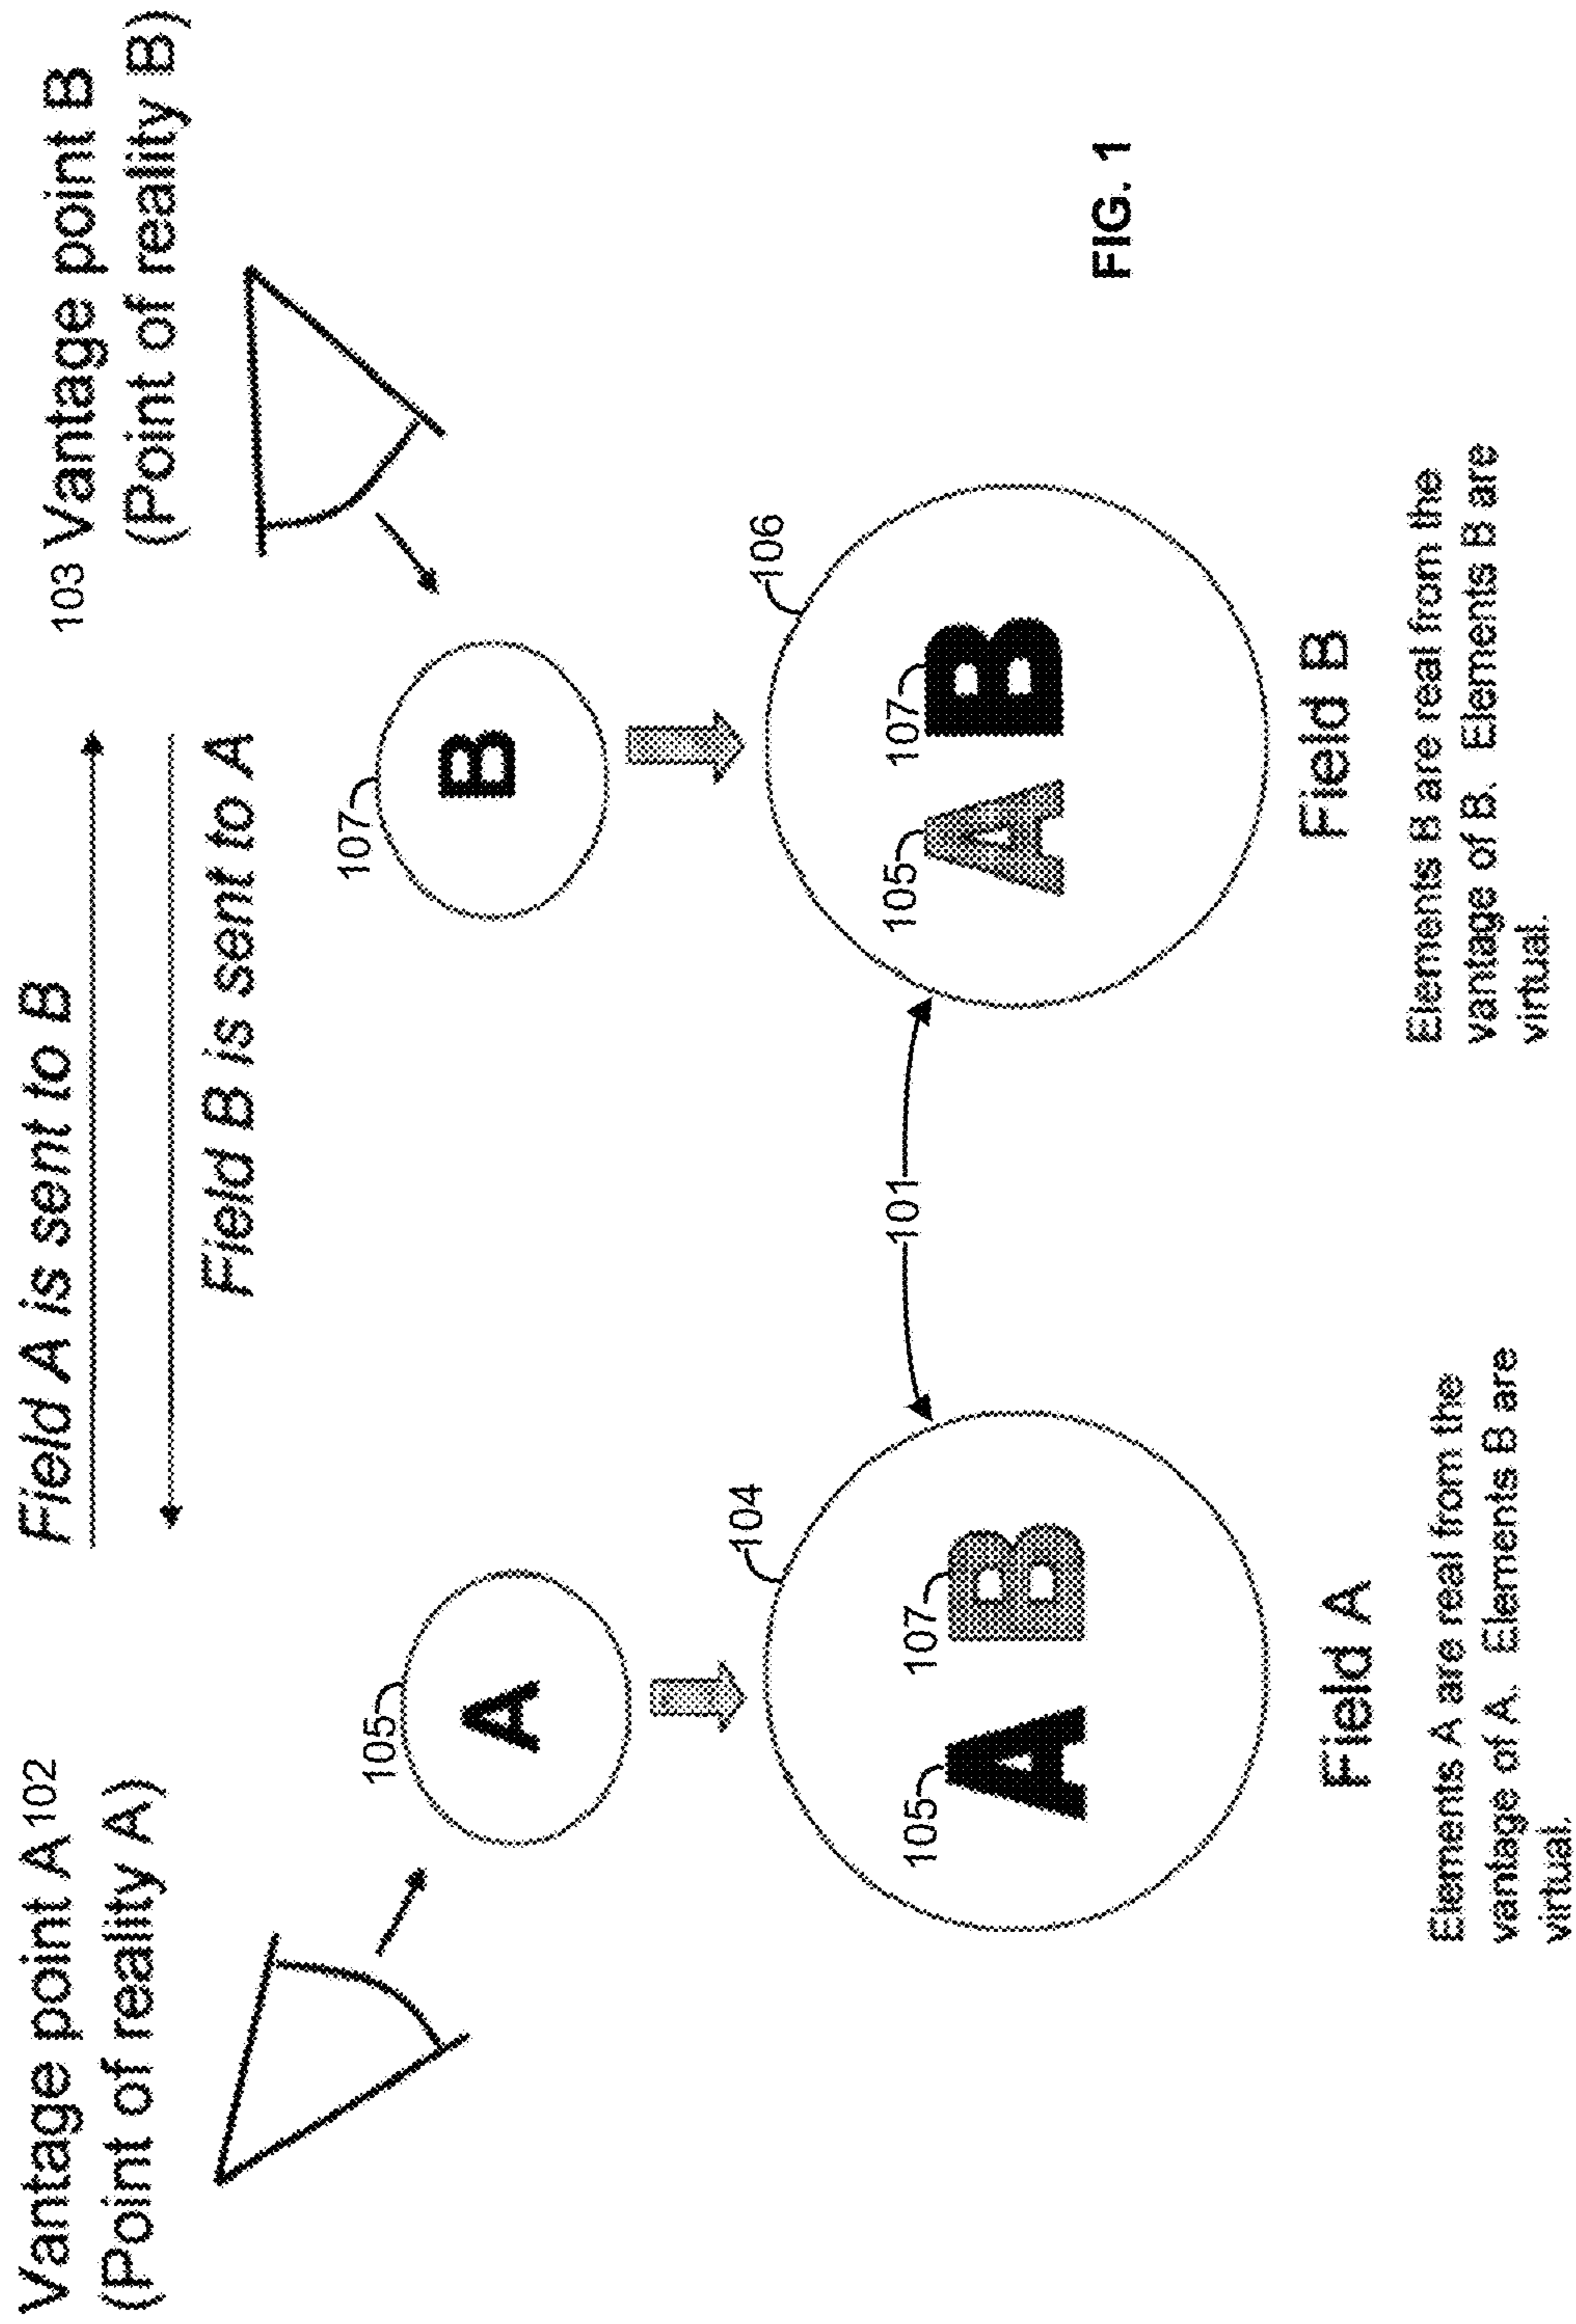 Field A is sent to B
Vantage point A 102
(Point of reality A)
103 Vantage point B
(Point of reality B)
Field B is sent to A
105
A
107
B
104
105
A
107
B
101
106
105
A
107
B
Field A
Elements A are real from the
vantage of A. Elements B are
virtual.
Field B
Elements B are real from the
vantage of B. Elements B are
virtual.
FIG. 1